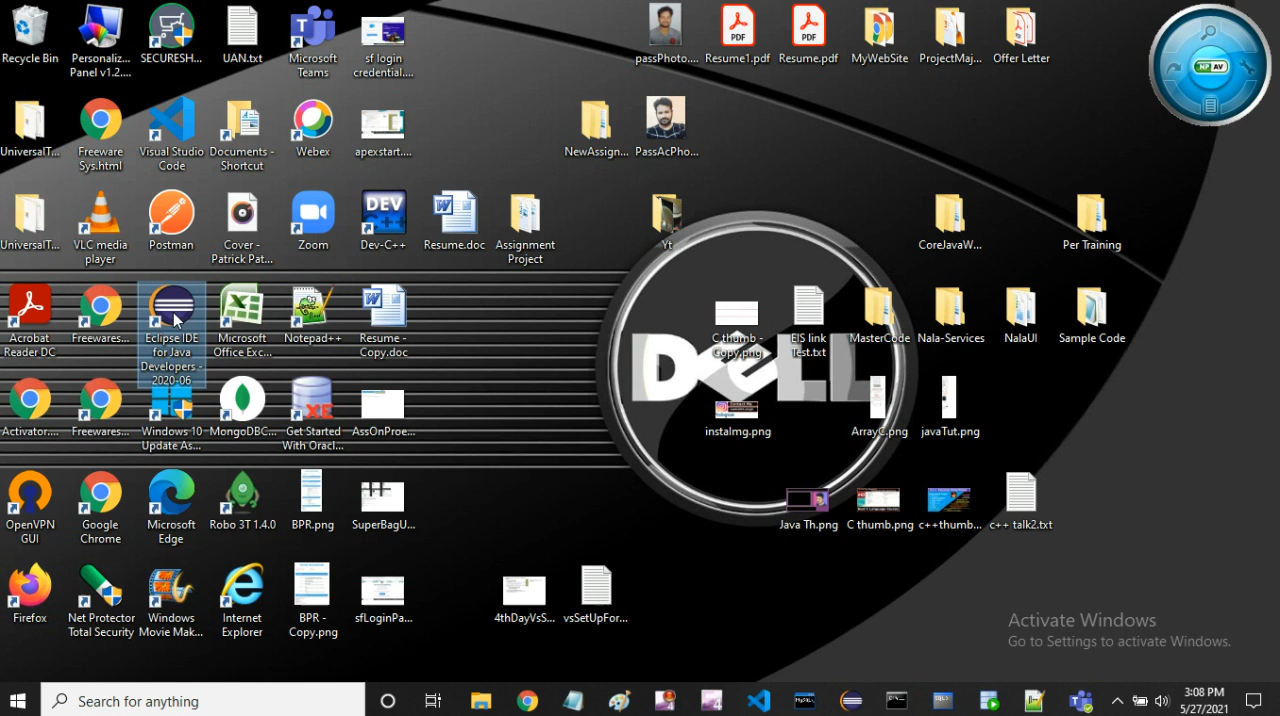 Recycle Bin
Personaliz...
Panel v1.2....
SECURESH...
UAN.txt
Microsoft
Teams
sf login
credential....
passPhoto....
Resume1.pdf
Resume.pdf
MyWebSite
ProjectMaj...
Offer Letter
PDF
PDF
NP AV
UniversalT...
Freeware
Sys.html
Visual Studio
Code
Documents -
Shortcut
Webex
apexstart....
NewAssign...
PassAcPho...
UniversalT...
VLC media
player
Postman
Cover -
Patrick Pat...
Zoom
DEV
C++
Dev-C++
Resume.doc
Assignment
Project
Yt
CoreJavaW...
Per Training
Acrobat
Reader DC
Freewares...
Eclipse IDE
for Java
Developers -
2020-06
Microsoft
Office Exc...
Notepad++
Resume -
Copy.doc
C thumb -
Copy.png
EIS link
Test.txt
MasterCode
Nala-Services
NalaUI
Sample Code
DELL
Activator....
Freewares...
Windows 10
Update As...
MongoDBC...
XE
Get Started
With Oracl...
AssOnProe...
instaImg.png
ArrayC.png
javaTut.png
OpenVPN
GUI
Google
Chrome
Microsoft
Edge
Robo 3T 1.4.0
BPR.png
SuperBagU...
Java Th.png
C thumb.png
c++thumb...
c++ talk2.txt
Firefox
Net Protector
Total Security
Windows
Movie Mak...
Internet
Explorer
BPR -
Copy.png
sfLoginPa...
4thDayVsS...
vsSetUpFor...
Activate Windows
Go to Settings to activate Windows.
Search for anything
3:08 PM
5/27/2021